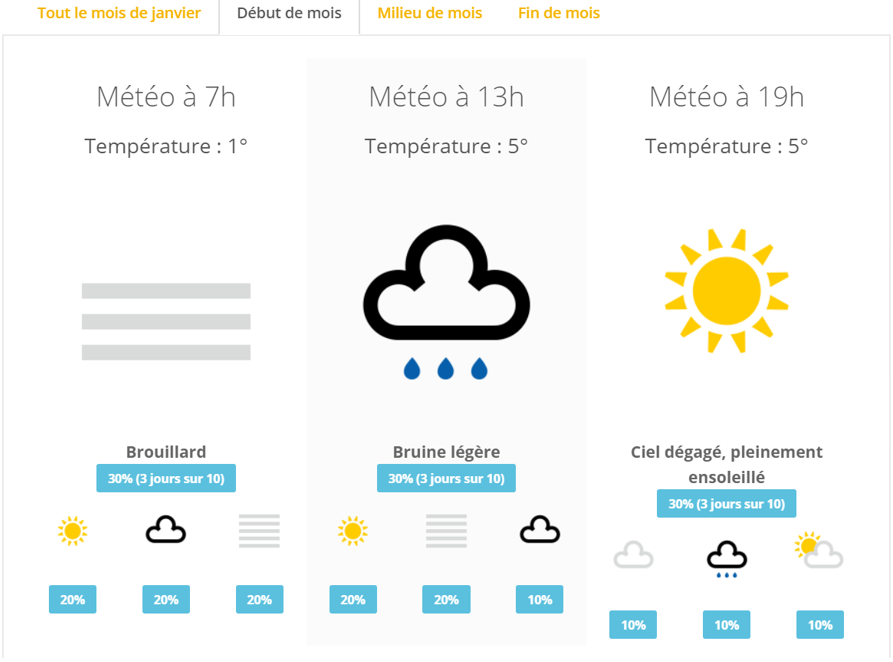 Tout le mois de janvier
Début de mois
Milieu de mois
Fin de mois
Météo à 7h
Température : 1°
Brouillard
30% (3 jours sur 10)
20%
20%
20%
Météo à 13h
Température : 5°
Bruine légère
30% (3 jours sur 10)
20%
20%
10%
Météo à 19h
Température : 5°
Ciel dégagé, pleinement
ensoleillé
30% (3 jours sur 10)
10%
10%
10%